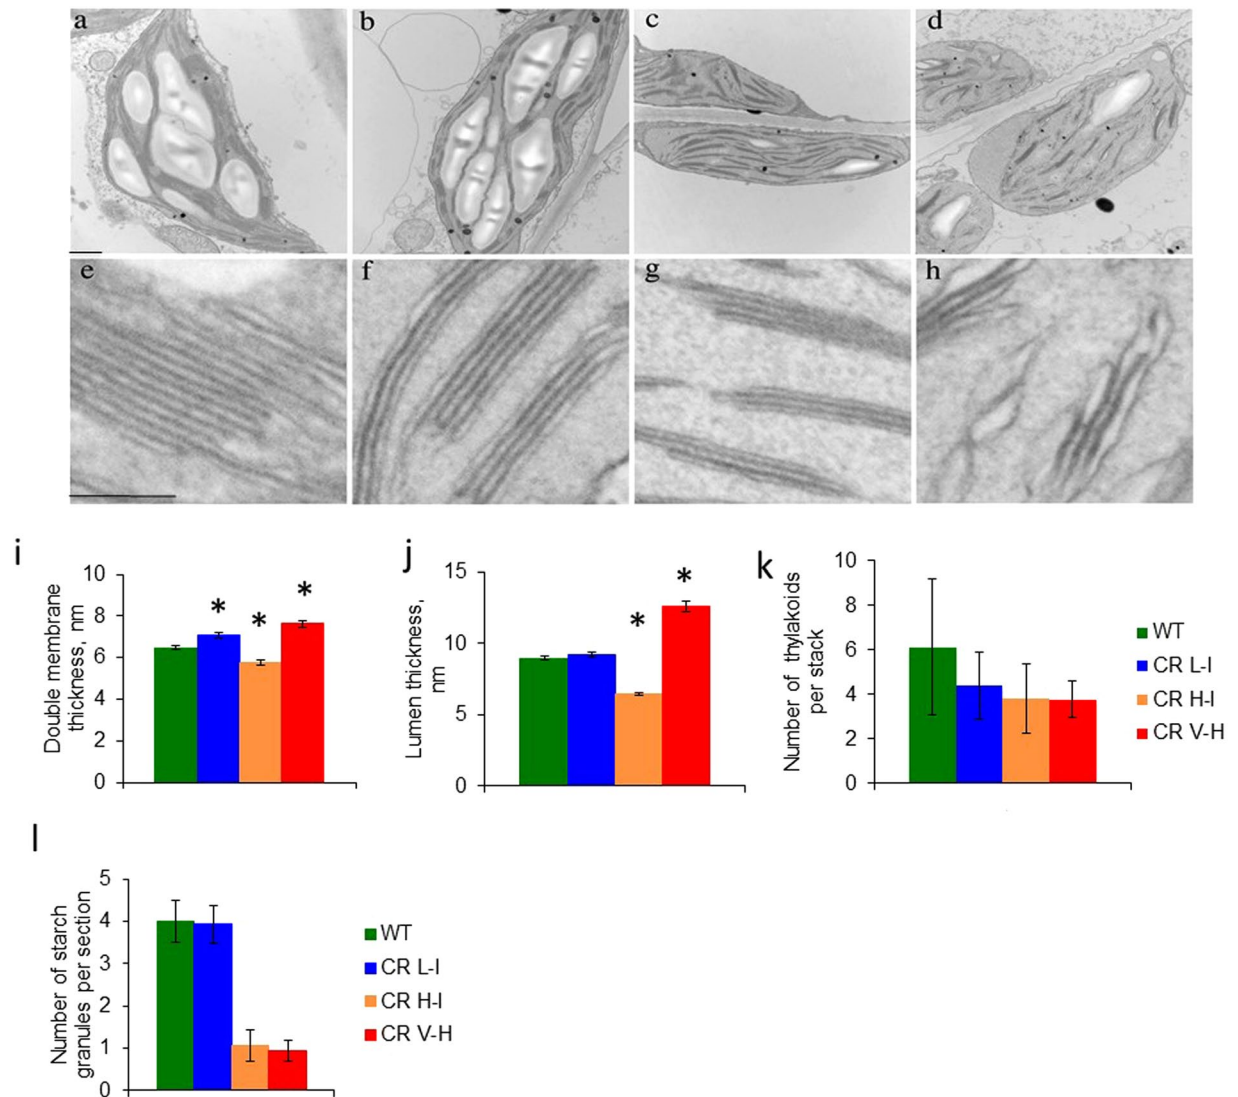 a b c d
e f g h
i j k
Double membrane
thickness, nm
10
8
6
4
2
0
* * *
Lumen thickness,
nm
15
10
5
0
* *
Number of thylakoids
per stack
10
8
6
4
2
0
WT
CR L-I
CR H-I
CR V-H
l
Number of starch
granules per section
5
4
3
2
1
0
WT
CR L-I
CR H-I
CR V-H